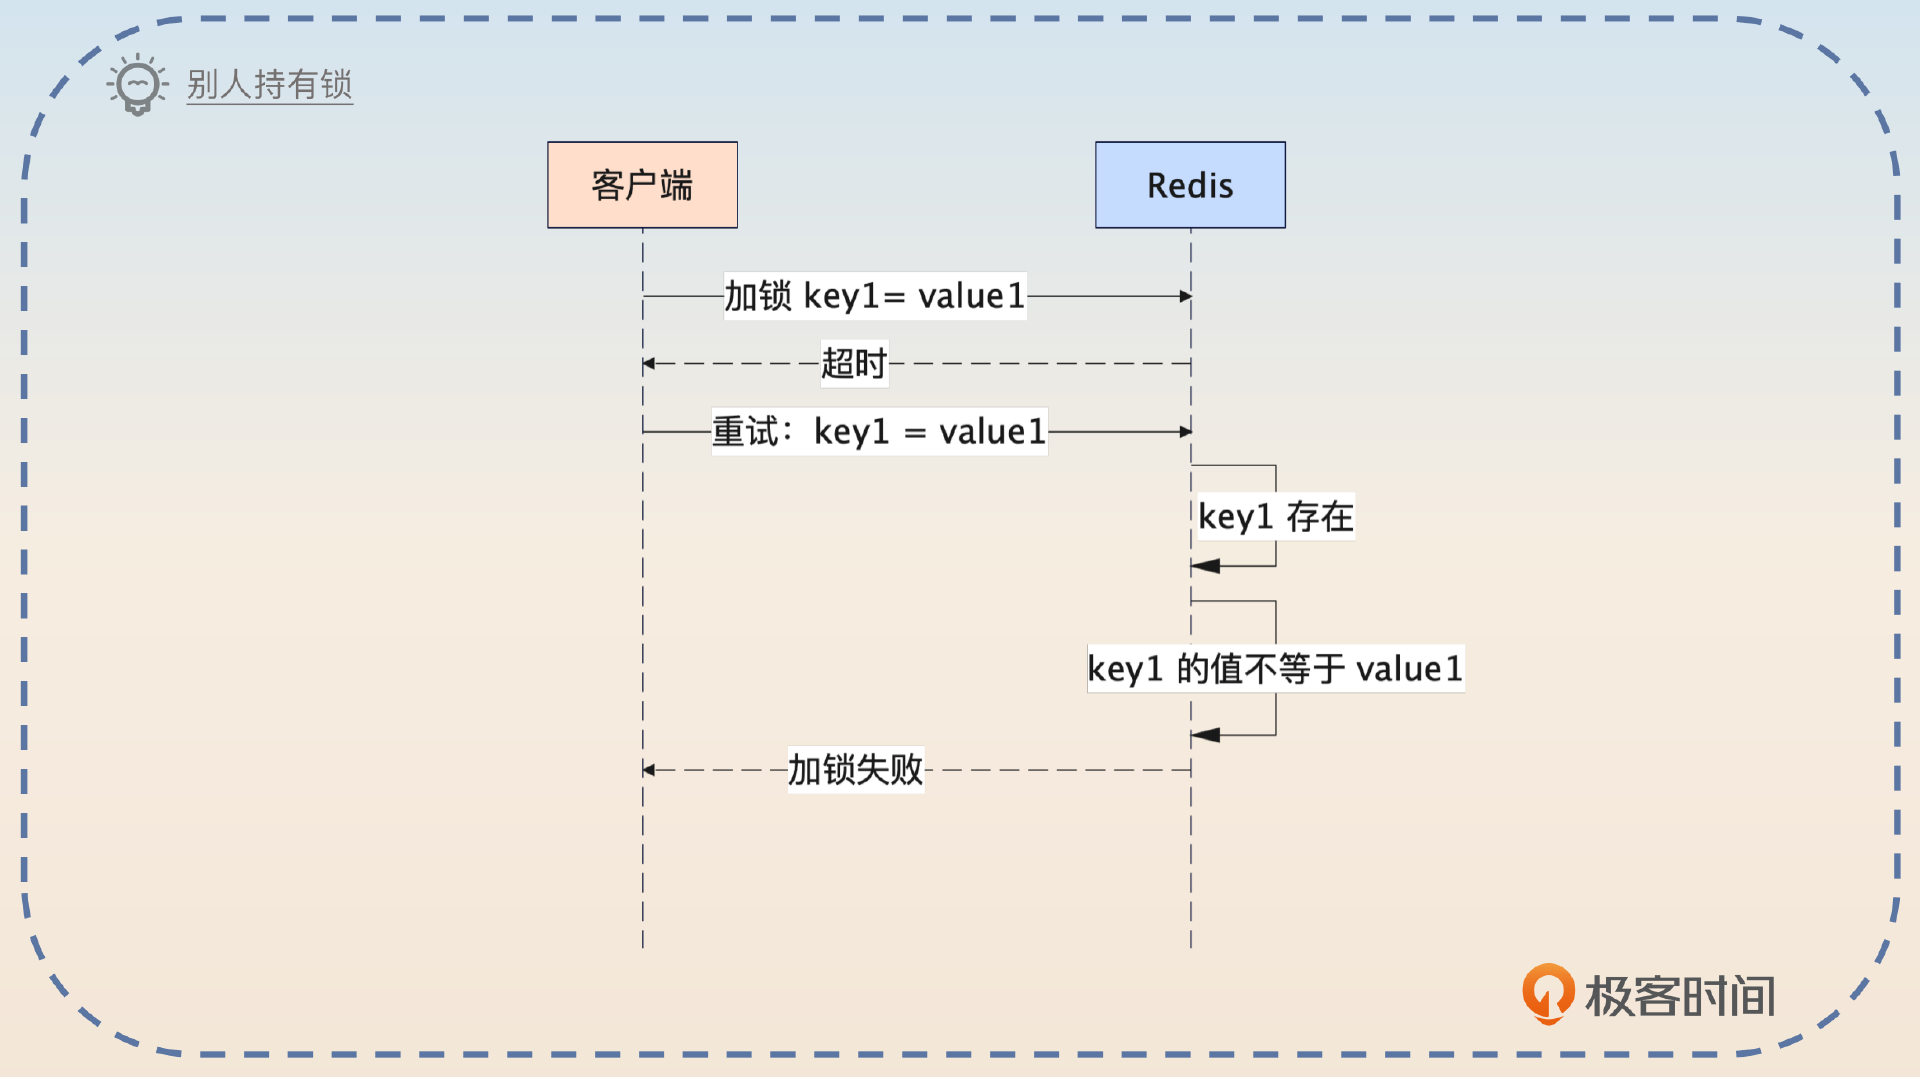 别人持有锁
客户端
Redis
加锁 key1= value1
超时
重试：key1 = value1
key1 存在
key1 的值不等于 value1
加锁失败
极客时间